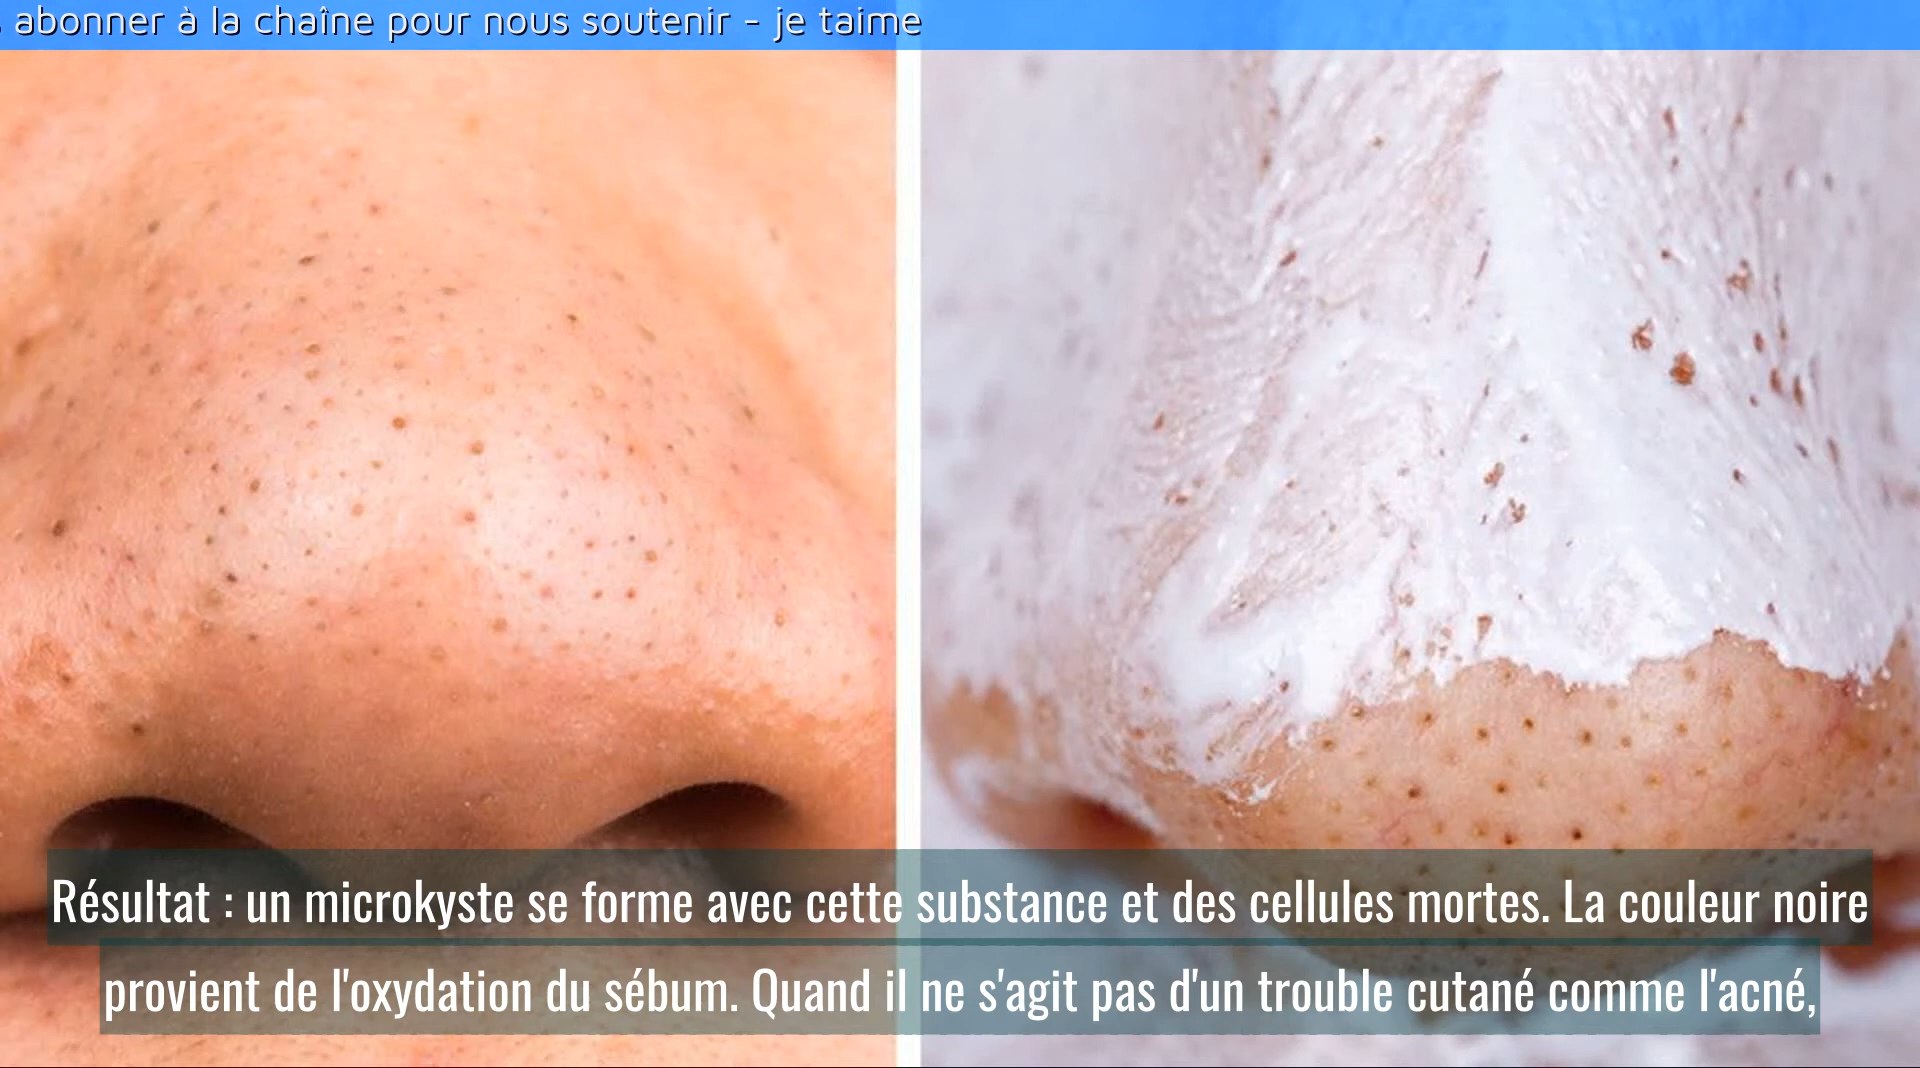 abonner à la chaîne pour nous soutenir - je taime
Résultat : un microkyste se forme avec cette substance et des cellules mortes. La couleur noire
provient de l'oxydation du sébum. Quand il ne s'agit pas d'un trouble cutané comme l'acné,